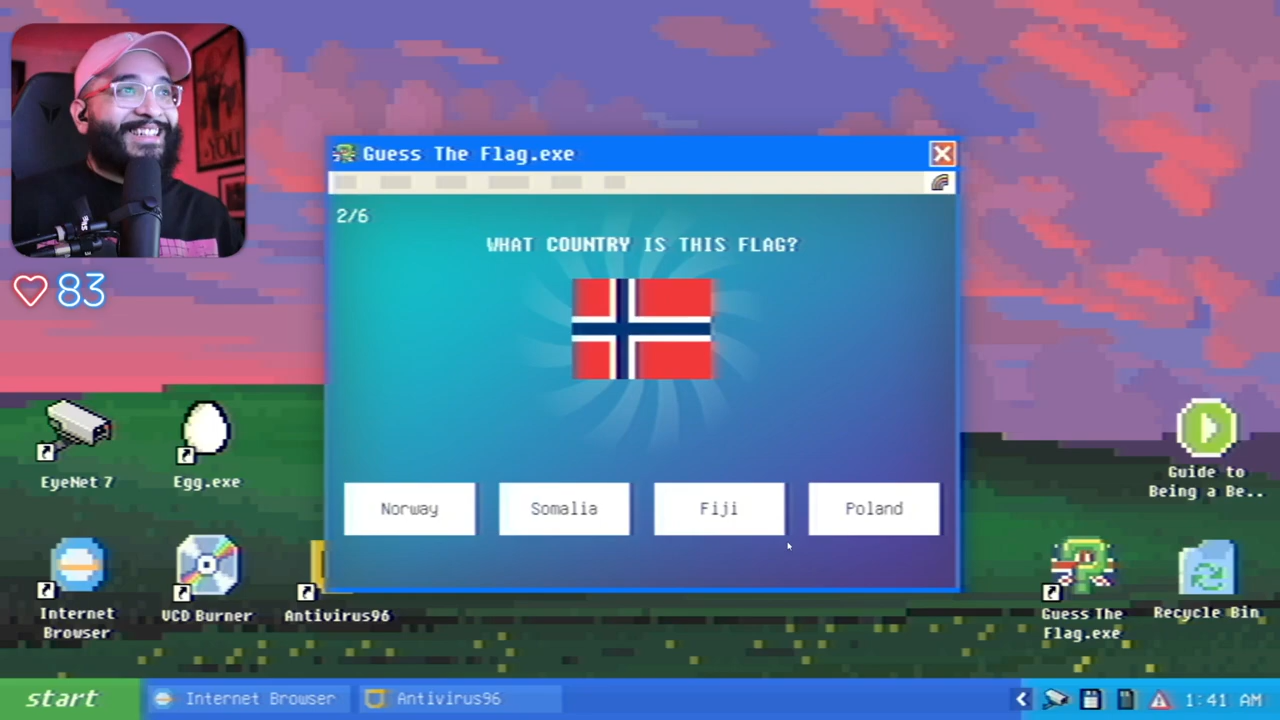 YOU
83
Guess The Flag.exe
2/6
WHAT COUNTRY IS THIS FLAG?
Norway
Somalia
Fiji
Poland
EyeNet 7
Egg.exe
Guide to
Being a Be..
Internet
Browser
VCD Burner
Antivirus96
Guess The
Flag.exe
Recycle Bin
start
Internet Browser
Antivirus96
1:41 AM